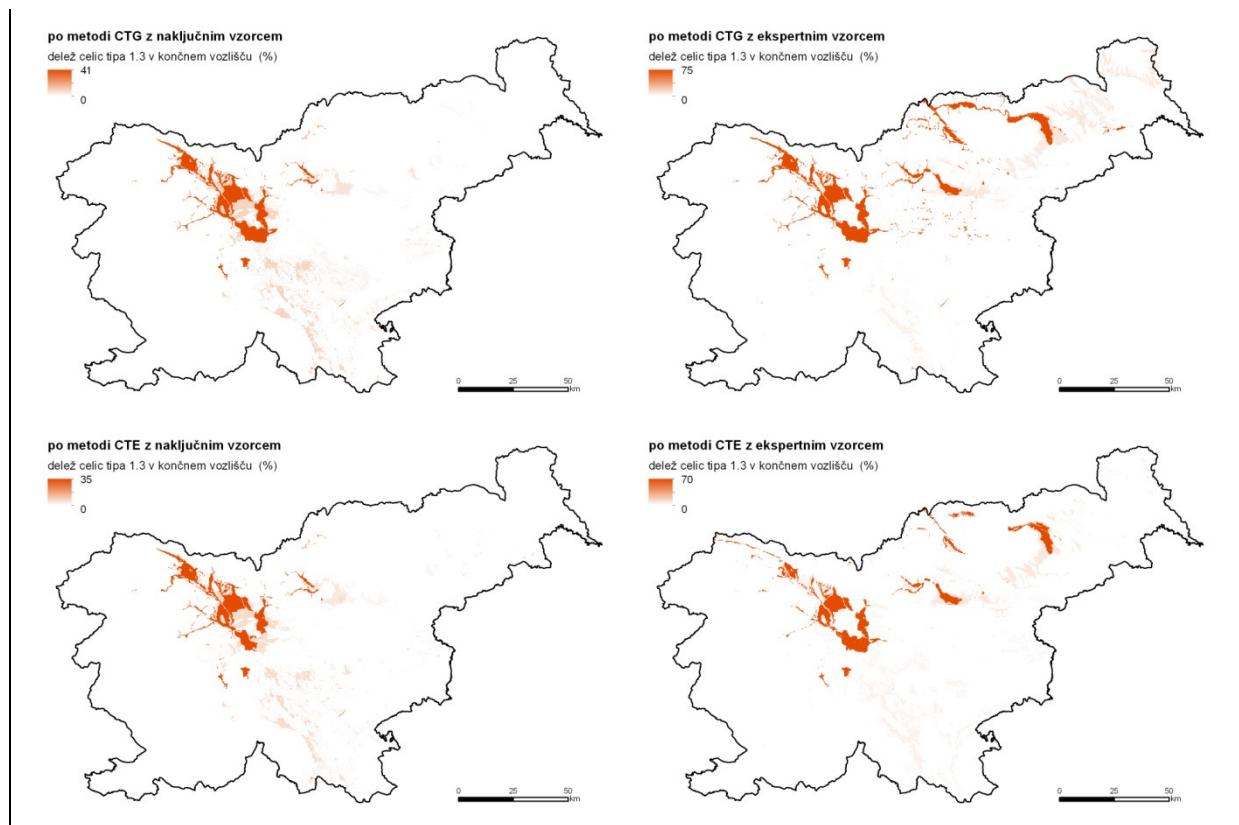 po metodi CTG z naključnim vzorcem
delež celic tipa 1.3 v končnem vozlišču (%)
41
0
0 25 50
km
po metodi CTG z ekspertnim vzorcem
delež celic tipa 1.3 v končnem vozlišču (%)
75
0
0 25 50
km
po metodi CTE z naključnim vzorcem
delež celic tipa 1.3 v končnem vozlišču (%)
35
0
0 25 50
km
po metodi CTE z ekspertnim vzorcem
delež celic tipa 1.3 v končnem vozlišču (%)
70
0
0 25 50
km